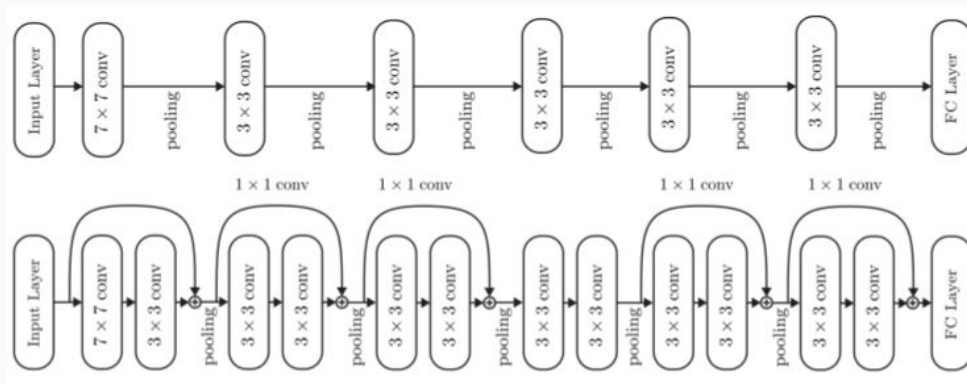 Input Layer
7 × 7 conv
pooling
3 × 3 conv
pooling
3 × 3 conv
pooling
3 × 3 conv
pooling
3 × 3 conv
pooling
3 × 3 conv
pooling
FC Layer
1 × 1 conv
1 × 1 conv
1 × 1 conv
1 × 1 conv
Input Layer
7 × 7 conv
3 × 3 conv
pooling
3 × 3 conv
3 × 3 conv
pooling
3 × 3 conv
3 × 3 conv
pooling
3 × 3 conv
3 × 3 conv
pooling
3 × 3 conv
3 × 3 conv
pooling
3 × 3 conv
3 × 3 conv
FC Layer